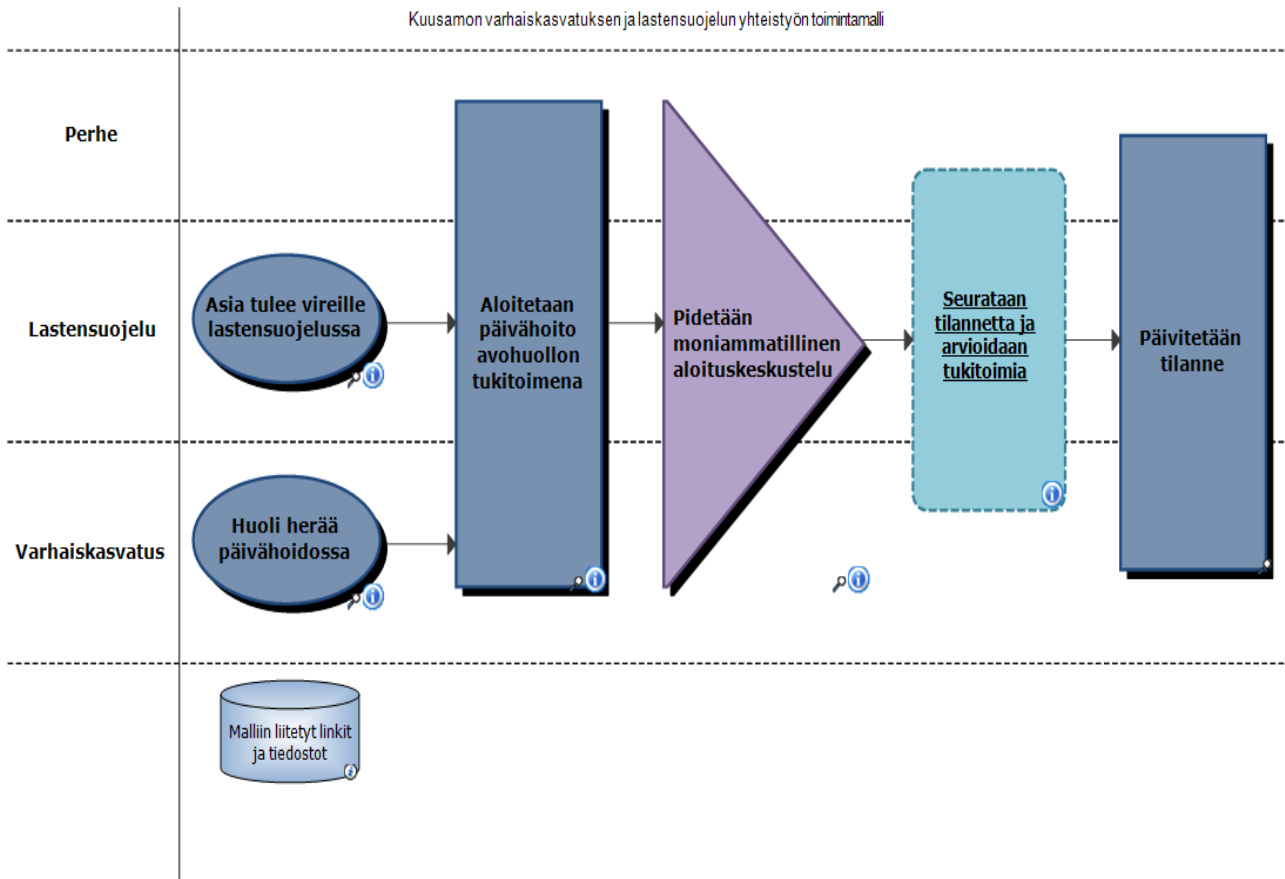 Kuusamon varhaiskasvatuksen ja lastensuojelun yhteistyön toimintamalli
Perhe
Lastensuojelu
Varhaiskasvatus
Asia tulee vireille
lastensuojelussa
Huoli herää
päivähoidossa
Aloitetaan
päivähoito
avohuollon
tukitoimena
Pidetään
moniammatillinen
aloituskeskustelu
Seurataan
tilannetta ja
arvioidaan
tukitoimia
Päivitetään
tilanne
Malliin liitetyt linkit
ja tiedostot